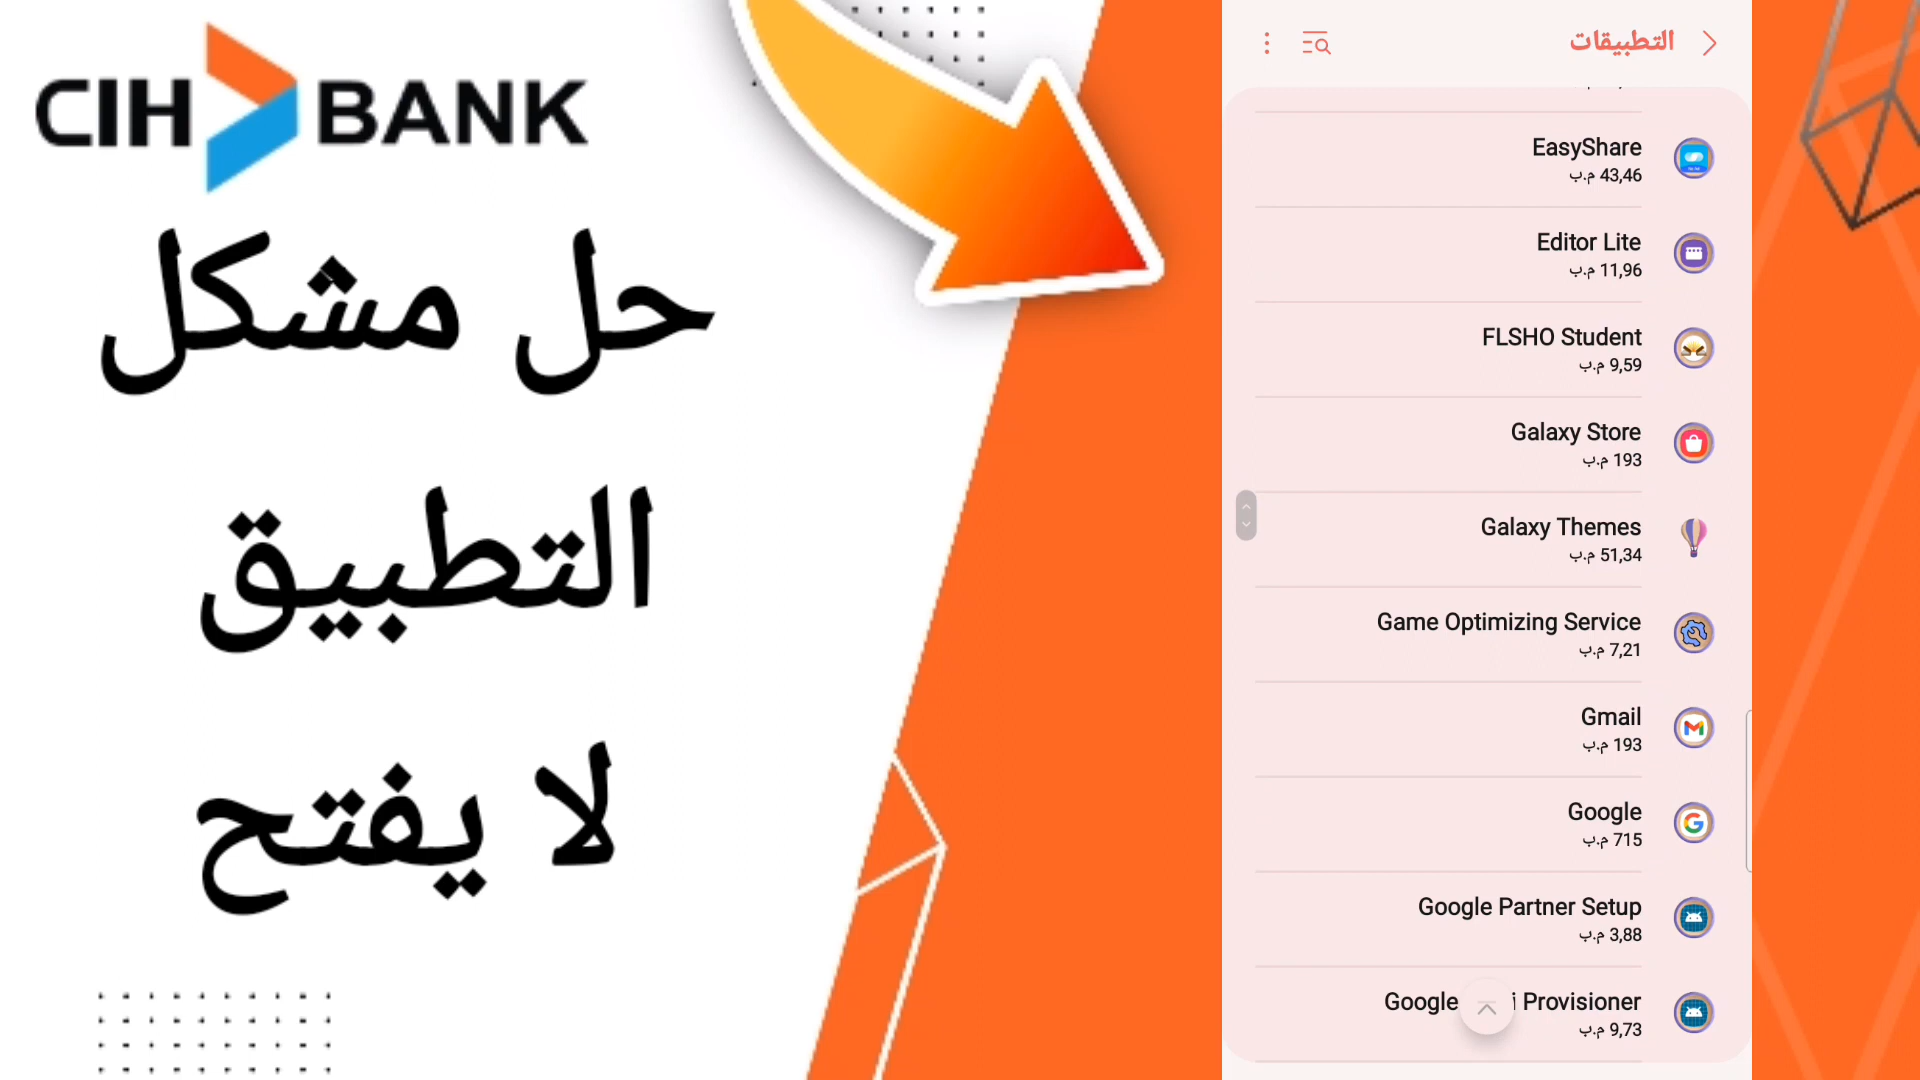 CIH BANK
حل مشكل
التطبيق
لا يفتح
التطبيقات
EasyShare
43,46 م.ب
Editor Lite
11,96 م.ب
FLSHO Student
9,59 م.ب
Galaxy Store
193 م.ب
Galaxy Themes
51,34 م.ب
Game Optimizing Service
7,21 م.ب
Gmail
193 م.ب
Google
715 م.ب
Google Partner Setup
3,88 م.ب
Google Provisioner
9,73 م.ب